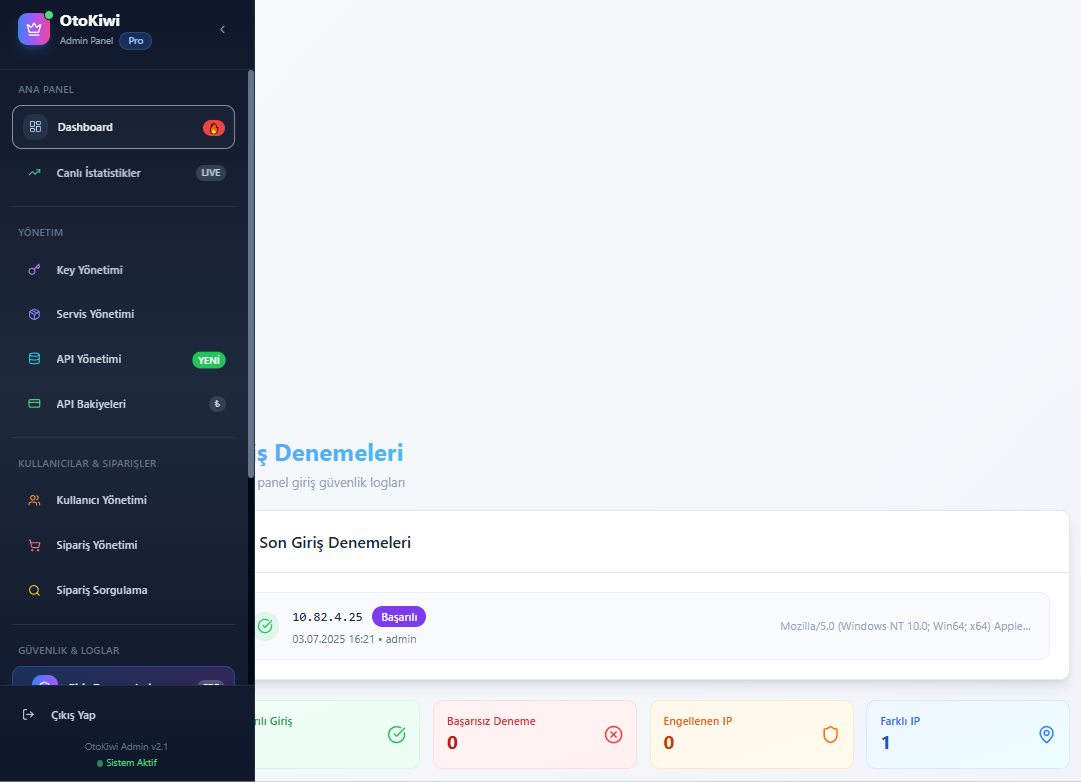 OtoKiwi
Admin Panel Pro
ANA PANEL
Dashboard
Canlı İstatistikler LIVE
YÖNETIM
Key Yönetimi
Servis Yönetimi
API Yönetimi YENİ
API Bakiyeleri ₺
KULLANICILAR & SIPARIŞLER
Kullanıcı Yönetimi
Sipariş Yönetimi
Sipariş Sorgulama
GÜVENLIK & LOGLAR
Çıkış Yap
OtoKiwi Admin v2.1
Sistem Aktif
ş Denemeleri
panel giriş güvenlik logları
Son Giriş Denemeleri
10.82.4.25 Başarılı
03.07.2025 16:21 • admin
Mozilla/5.0 (Windows NT 10.0; Win64; x64) Apple...
rılı Giriş
Başarısız Deneme
0
Engellenen IP
0
Farklı IP
1